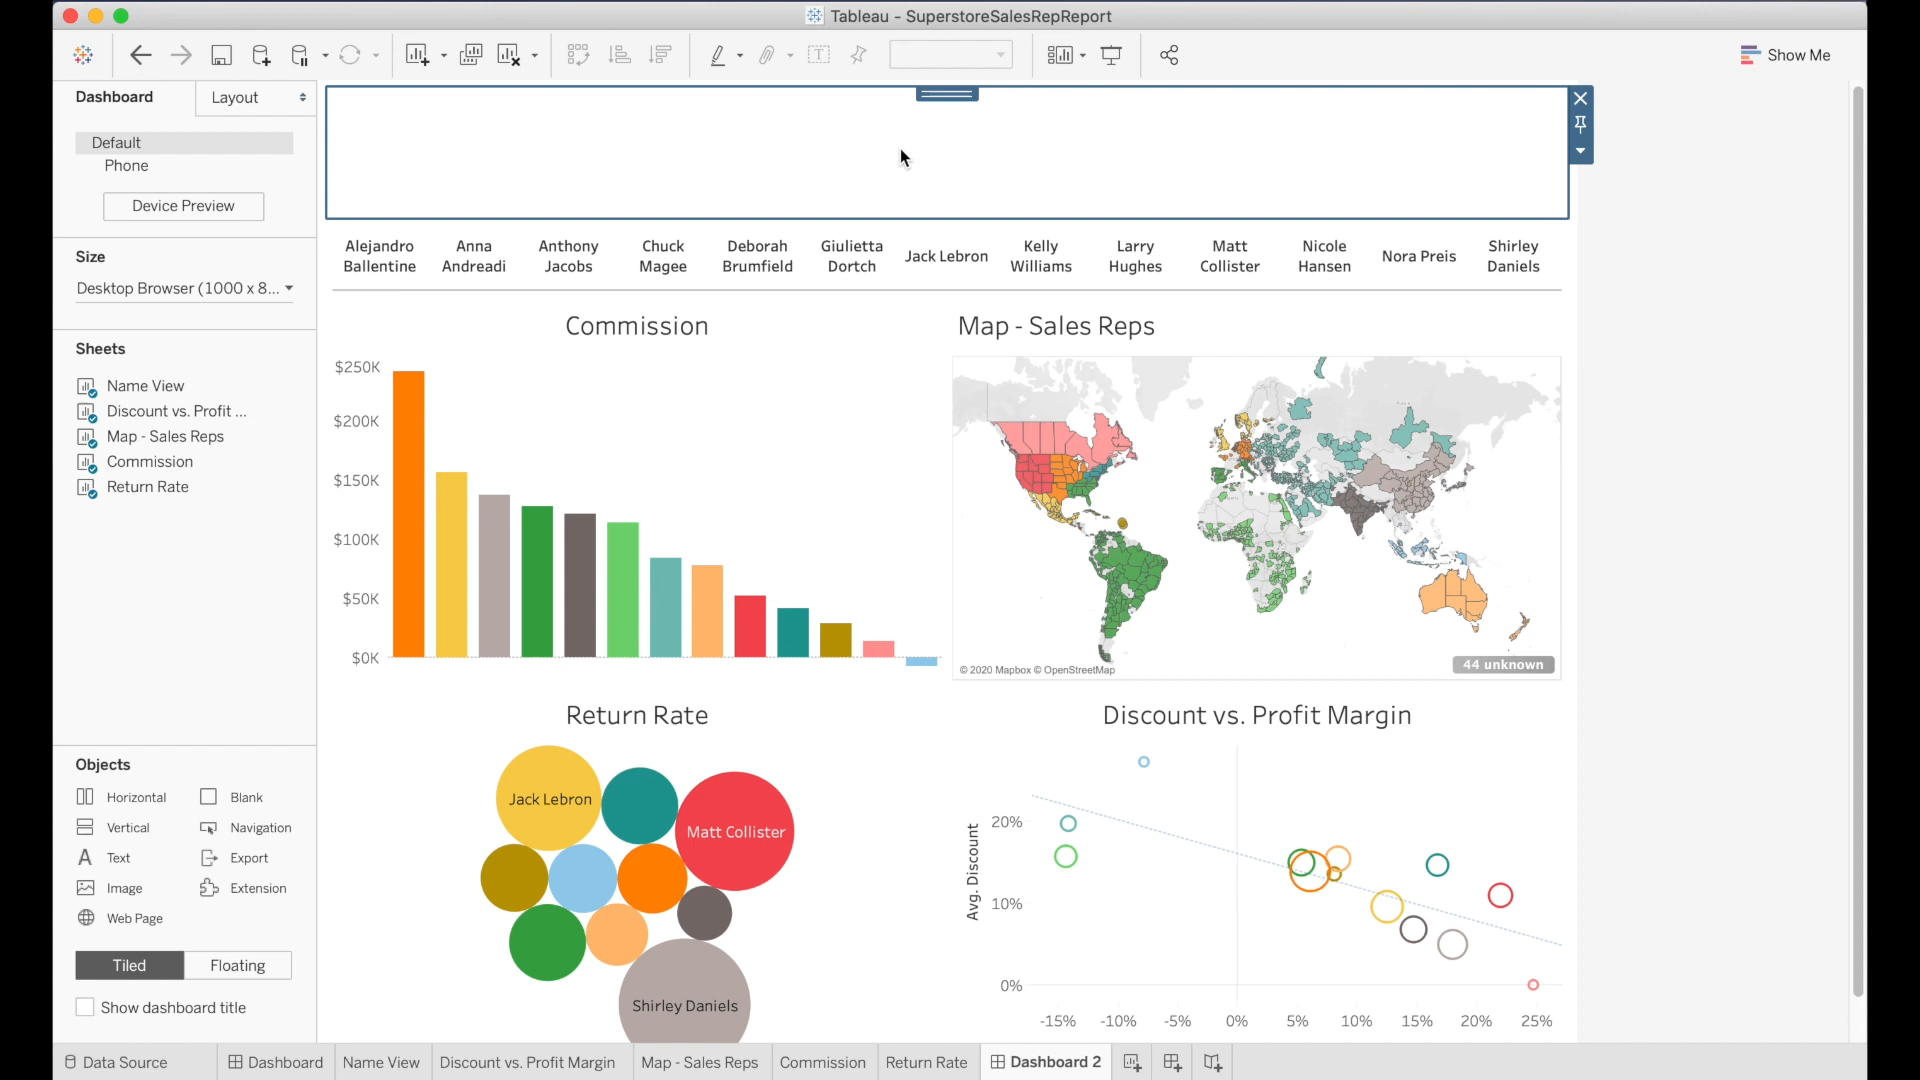 Tableau - SuperstoreSalesRepReport
Show Me
Dashboard
Layout
Default
Phone
Device Preview
Size
Desktop Browser (1000 x 8...
Sheets
Name View
Discount vs. Profit ...
Map - Sales Reps
Commission
Return Rate
Objects
Horizontal
Blank
Vertical
Navigation
Text
Export
Image
Extension
Web Page
Tiled
Floating
Show dashboard title
Alejandro Ballentine
Anna Andreadi
Anthony Jacobs
Chuck Magee
Deborah Brumfield
Giulietta Dortch
Jack Lebron
Kelly Williams
Larry Hughes
Matt Collister
Nicole Hansen
Nora Preis
Shirley Daniels
Commission
$250K
$200K
$150K
$100K
$50K
$0K
Map - Sales Reps
© 2020 Mapbox © OpenStreetMap
44 unknown
Return Rate
Jack Lebron
Matt Collister
Shirley Daniels
Discount vs. Profit Margin
Avg. Discount
20%
10%
0%
-15% -10% -5% 0% 5% 10% 15% 20% 25%
Data Source
Dashboard
Name View
Discount vs. Profit Margin
Map - Sales Reps
Commission
Return Rate
Dashboard 2